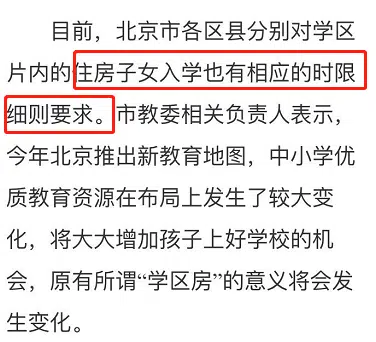 目前，北京市各区县分别对学区
片内的住房子女入学也有相应的时限
细则要求。市教委相关负责人表示，
今年北京推出新教育地图，中小学优
质教育资源在布局上发生了较大变
化，将大大增加孩子上好学校的机
会，原有所谓“学区房”的意义将会发
生变化。